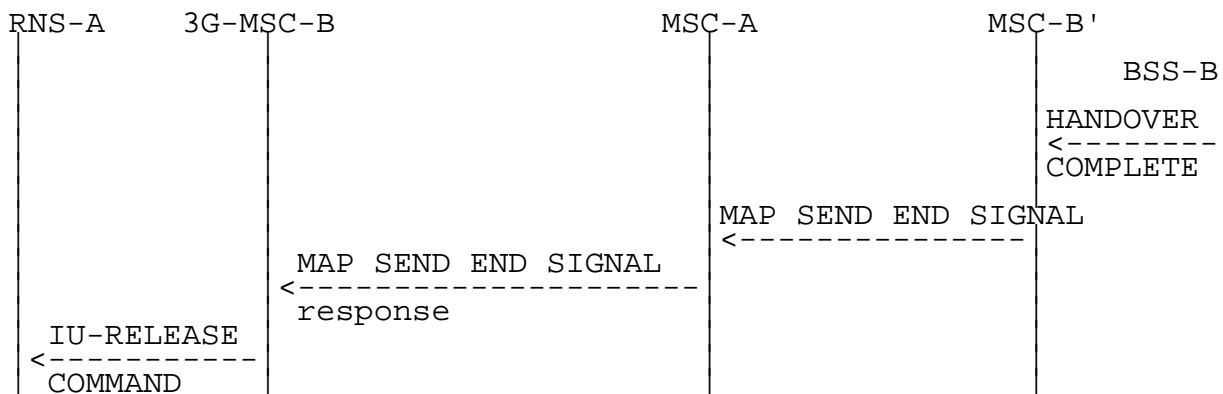 RNS-A 3G-MSC-B MSC-A MSC-B'
BSS-B
HANDOVER
COMPLETE
MAP SEND END SIGNAL
MAP SEND END SIGNAL
response
IU-RELEASE
COMMAND